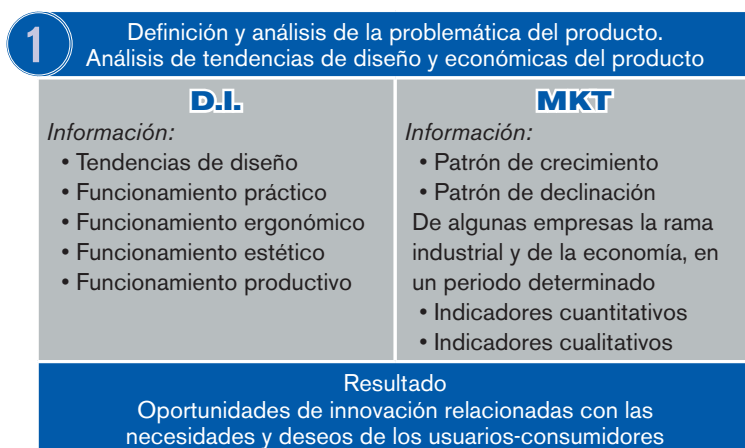 1
Definición y análisis de la problemática del producto.
Análisis de tendencias de diseño y económicas del producto
D.I.
Información:
• Tendencias de diseño
• Funcionamiento práctico
• Funcionamiento ergonómico
• Funcionamiento estético
• Funcionamiento productivo
MKT
Información:
• Patrón de crecimiento
• Patrón de declinación
De algunas empresas la rama
industrial y de la economía, en
un periodo determinado
• Indicadores cuantitativos
• Indicadores cualitativos
Resultado
Oportunidades de innovación relacionadas con las
necesidades y deseos de los usuarios-consumidores